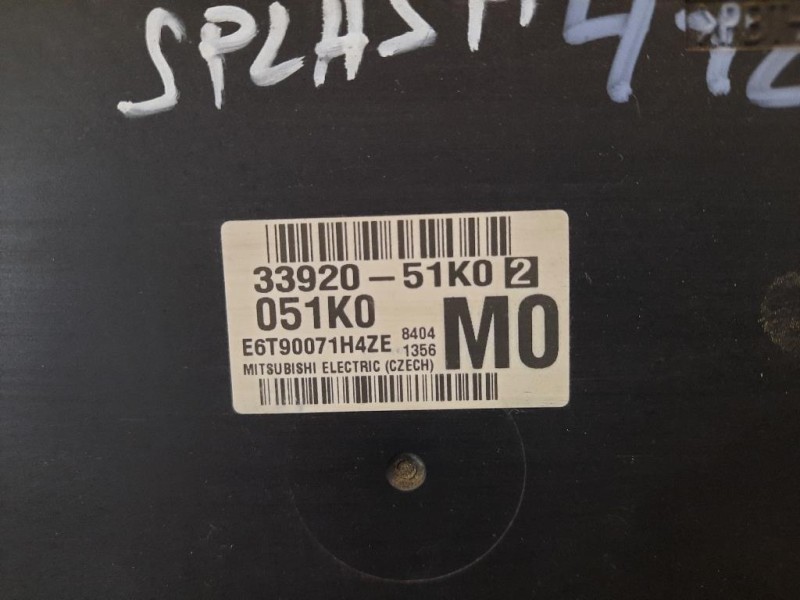 SPLASH
33920-51K0 2
051K0
M0
E6T90071H4ZE 8404
1356
MITSUBISHI ELECTRIC (CZECH)